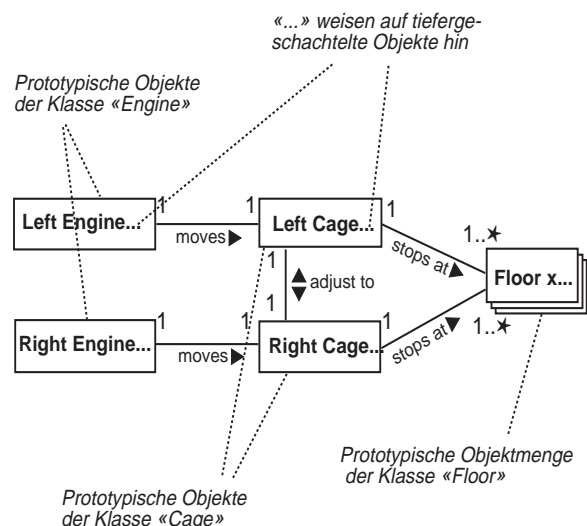 «...» weisen auf tieferge-
schachtelte Objekte hin
Prototypische Objekte
der Klasse «Engine»
1 1 1
Left Engine... Left Cage...
moves stops at 1..★
1
adjust to
1
Floor x...
1 1 1
Right Engine... Right Cage...
moves stops at 1..★
Prototypische Objektmenge
der Klasse «Floor»
Prototypische Objekte
der Klasse «Cage»